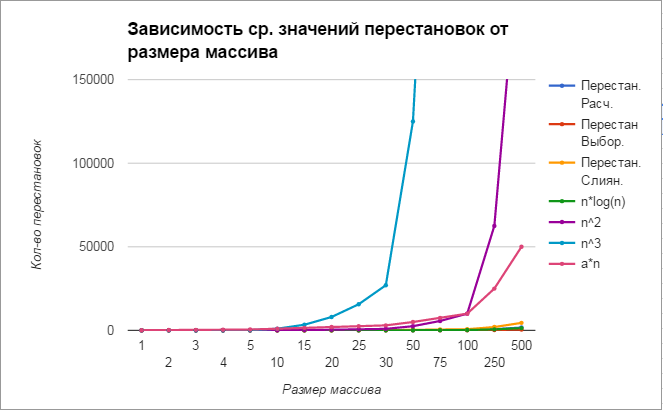 Зависимость ср. значений перестановок от
размера массива
150000
100000
50000
0
Кол-во перестановок
1 3 5 15 25 50 100 500
2 4 10 20 30 75 250
Размер массива
Перестан.
Расч.
Перестан
Выбор.
Перестан.
Слиян.
n*log(n)
n^2
n^3
a*n